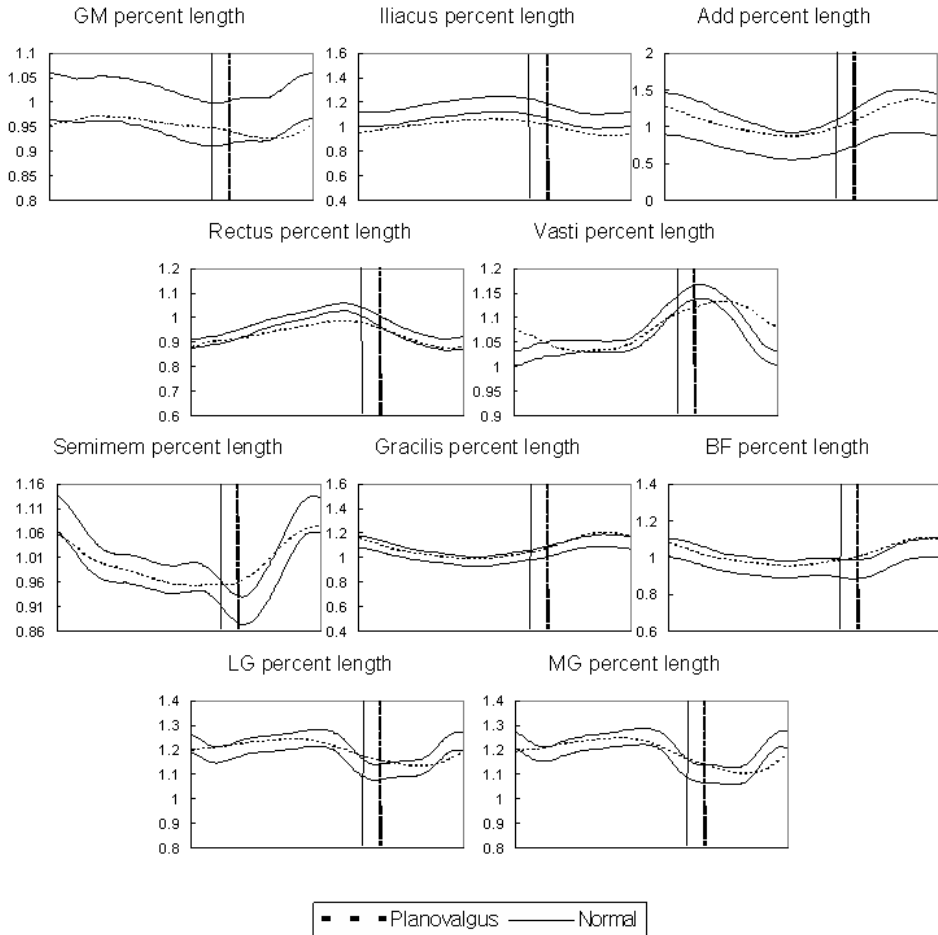 GM percent length Iliacus percent length Add percent length
1.1 1.6 2
1.05 1.4 1.5
1 1.2
0.95 1 1
0.9 0.8 0.5
0.85 0.6
0.8 0.4 0
Rectus percent length Vasti percent length
1.2 1.2
1.1 1.15
1 1.1
0.9 1.05
0.8 1
0.7 0.95
0.6 0.9
Semimem percent length Gracilis percent length BF percent length
1.16 1.6 1.4
1.11 1.4
1.06 1.2 1.2
1.01 1 1
0.96 0.8
0.91 0.6 0.8
0.86 0.4 0.6
LG percent length MG percent length
1.4 1.4
1.3 1.3
1.2 1.2
1.1 1.1
1 1
0.9 0.9
0.8 0.8
Planovalgus Normal